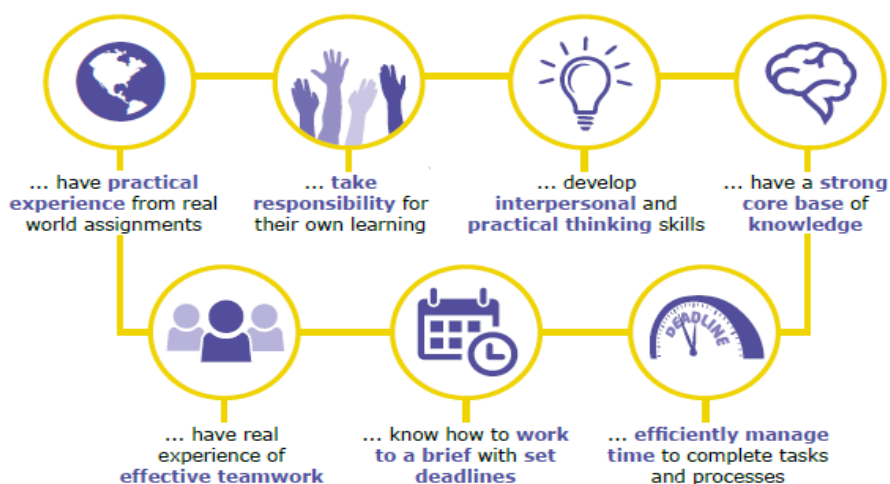 ... have practical
experience from real
world assignments
... take
responsibility for
their own learning
... develop
interpersonal and
practical thinking skills
... have a strong
core base of
knowledge
DEADLINE
... have real
experience of
effective teamwork
... know how to work
to a brief with set
deadlines
... efficiently manage
time to complete tasks
and processes